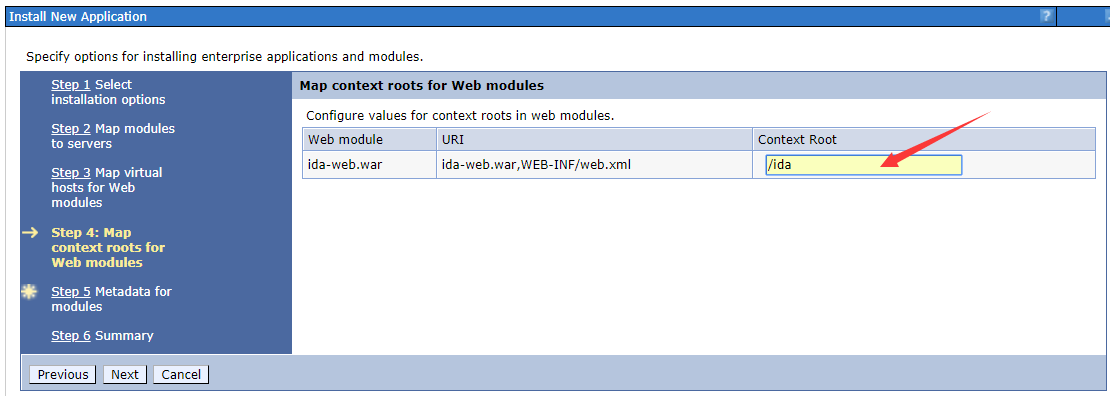 Install New Application
?
Specify options for installing enterprise applications and modules.
Step 1 Select
installation options
Step 2 Map modules
to servers
Step 3 Map virtual
hosts for Web
modules
Step 4: Map
context roots for
Web modules
Step 5 Metadata for
modules
Step 6 Summary
Map context roots for Web modules
Configure values for context roots in web modules.
Web module URI Context Root
ida-web.war ida-web.war,WEB-INF/web.xml /ida
Previous Next Cancel